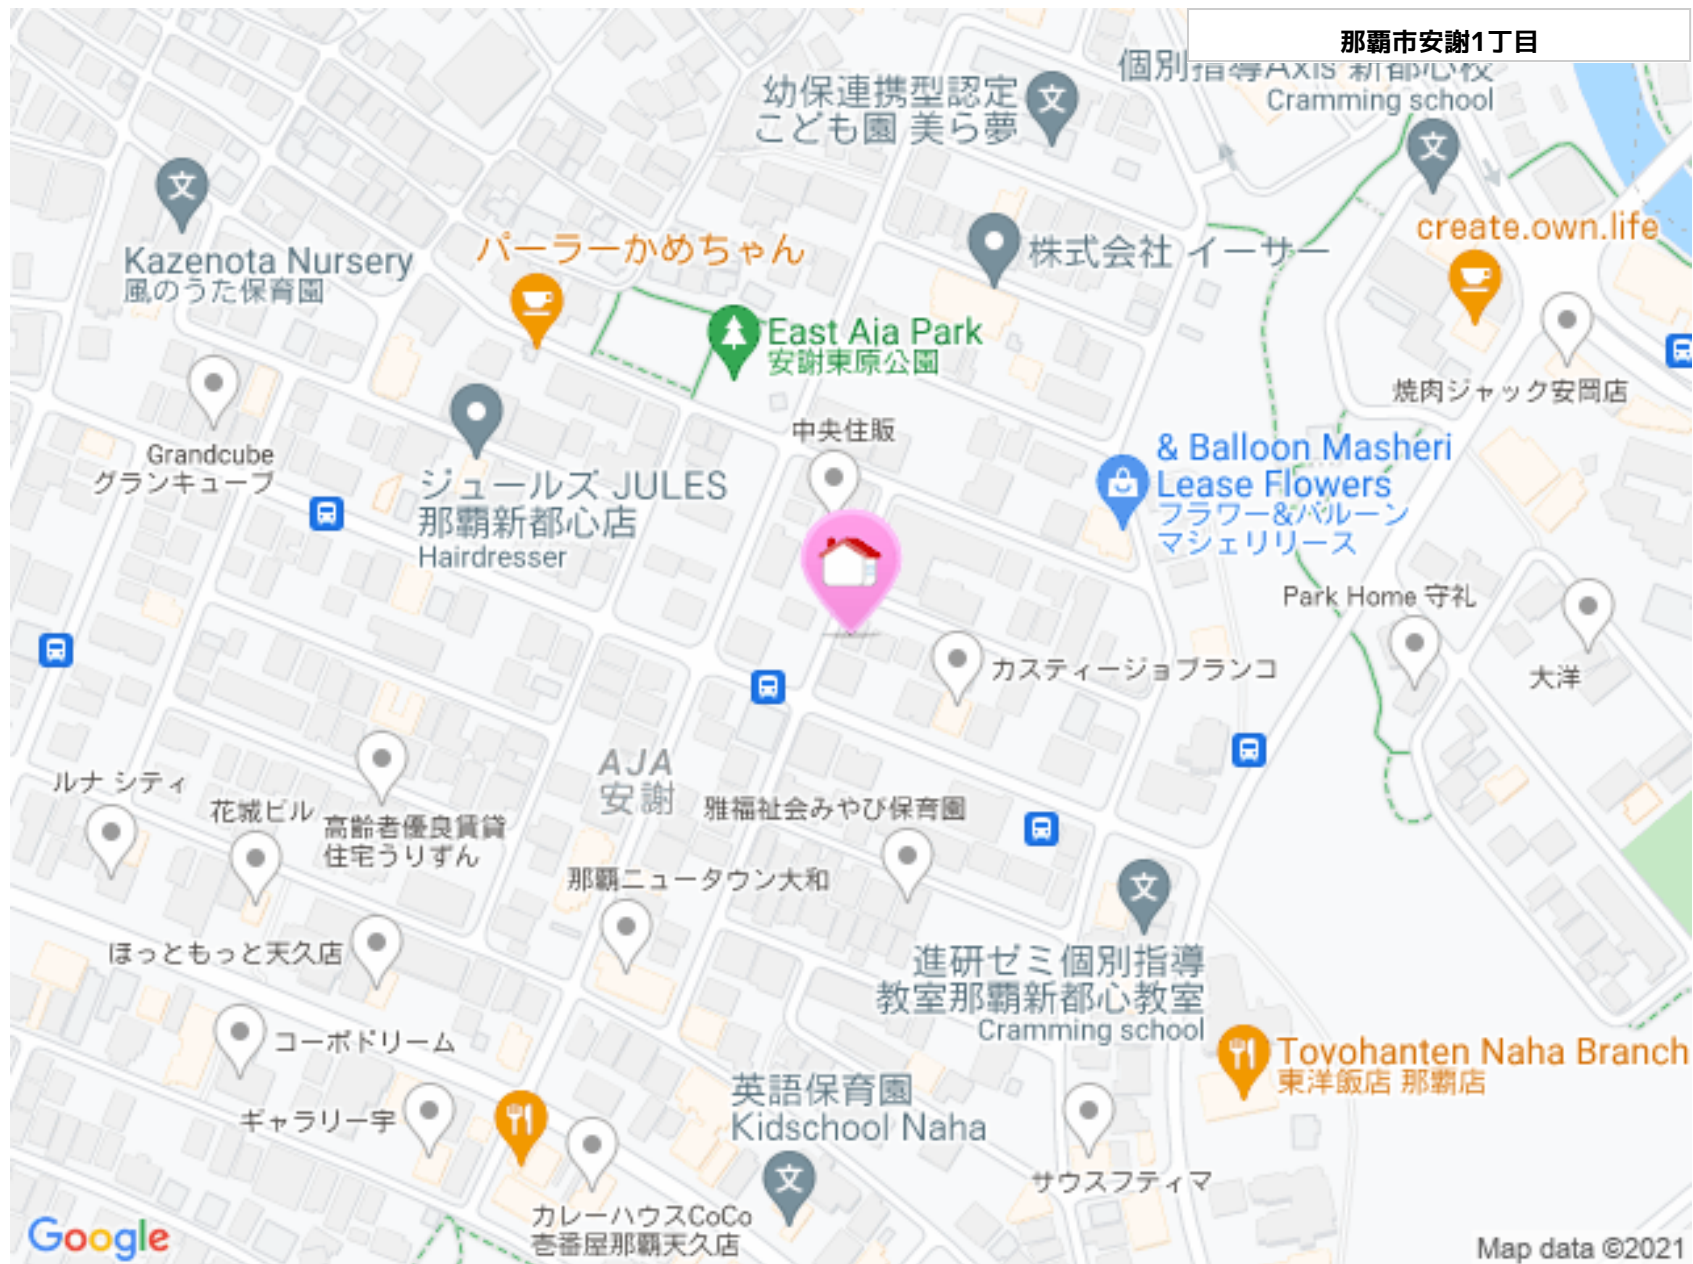 那覇市安謝1丁目
個別指導Axis 新都心校
Cramming school
幼保連携型認定
こども園 美ら夢
create.own.life
パーラーかめちゃん
株式会社 イーサー
Kazenota Nursery
風のうた保育園
East Aja Park
安謝東原公園
焼肉ジャック安岡店
中央住販
Grandcube
グランキューブ
& Balloon Masheri
Lease Flowers
フラワー&バルーン
マシェリリース
ジュールズ JULES
那覇新都心店
Hairdresser
Park Home 守礼
カスティージョブランコ
大洋
AJA
安謝
ルナ シティ
花城ビル
高齢者優良賃貸
住宅うりずん
雅福祉会みやび保育園
那覇ニュータウン大和
ほっともっと天久店
進研ゼミ個別指導
教室那覇新都心教室
Cramming school
コーポドリーム
Toyohanten Naha Branch
東洋飯店 那覇店
英語保育園
Kidschool Naha
ギャラリー宇
サウスフティマ
カレーハウスCoCo
壱番屋那覇天久店
Google
Map data ©2021